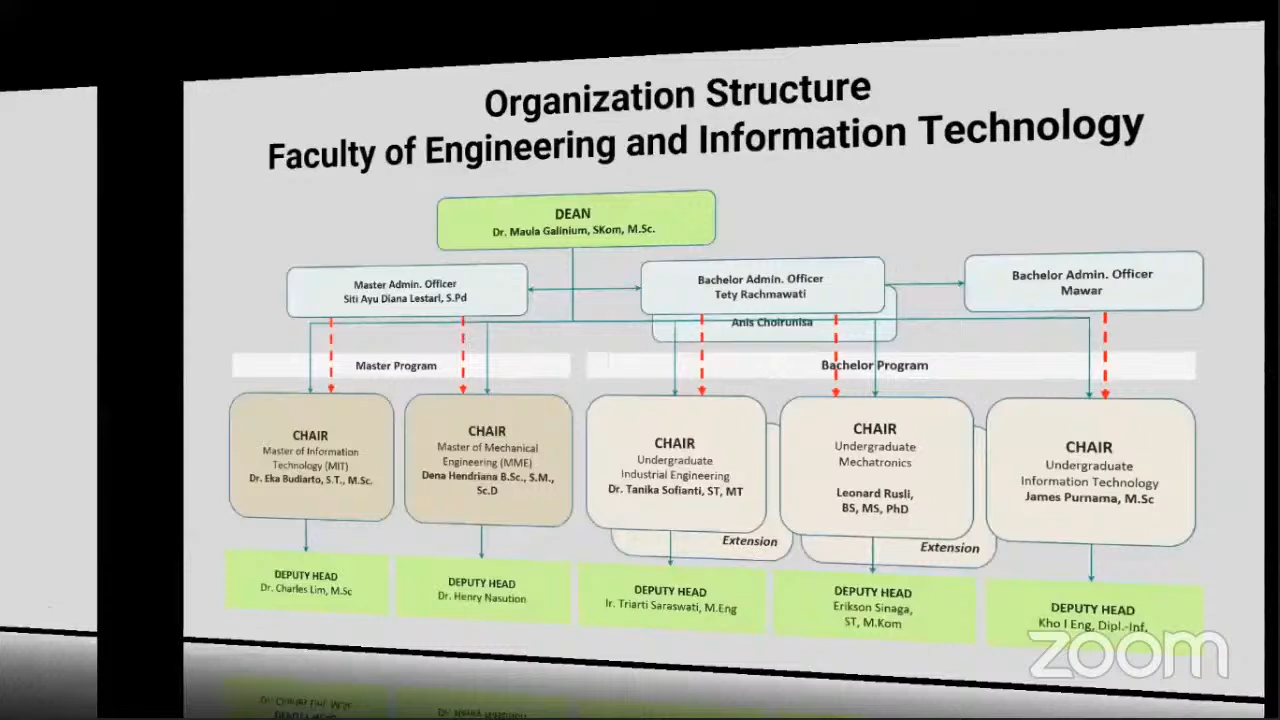 Organization Structure
Faculty of Engineering and Information Technology
DEAN
Dr. Maula Galinium, SKom, M.Sc.
Master Admin. Officer
Siti Ayu Diana Lestari, S.Pd
Bachelor Admin. Officer
Tety Rachmawati
Anis Choirunisa
Bachelor Admin. Officer
Mawar
Master Program
Bachelor Program
CHAIR
Master of Information
Technology (MIT)
Dr. Eka Budiarto, S.T., M.Sc.
CHAIR
Master of Mechanical
Engineering (MME)
Dena Hendriana B.Sc., S.M.,
Sc.D
CHAIR
Undergraduate
Industrial Engineering
Dr. Tanika Sofianti, ST, MT
Extension
CHAIR
Undergraduate
Mechatronics
Leonard Rusli,
BS, MS, PhD
Extension
CHAIR
Undergraduate
Information Technology
James Purnama, M.Sc
DEPUTY HEAD
Dr. Charles Lim, M.Sc
DEPUTY HEAD
Dr. Henry Nasution
DEPUTY HEAD
Ir. Triarti Saraswati, M.Eng
DEPUTY HEAD
Erikson Sinaga,
ST, M.Kom
DEPUTY HEAD
Kho I Eng, Dipl.-Inf.
zoom